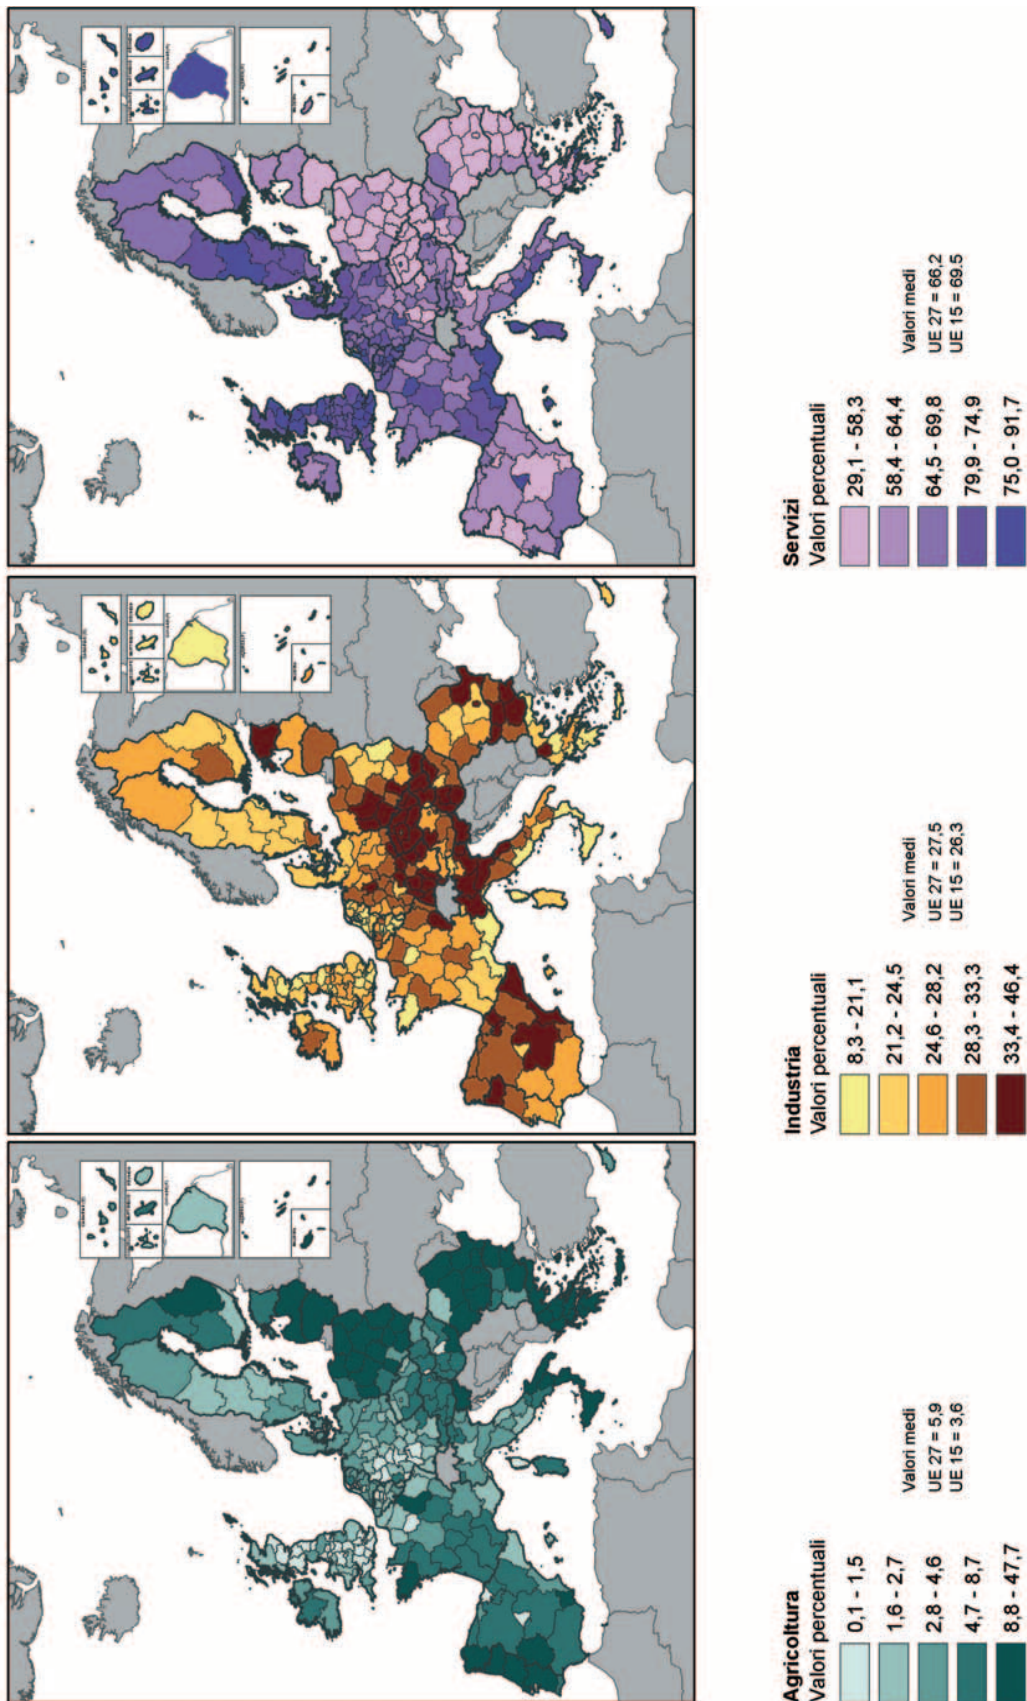 Agricoltura
Valori percentuali
0,1 - 1,5
1,6 - 2,7
2,8 - 4,6
4,7 - 8,7
8,8 - 47,7
Valori medi
UE 27 = 5,9
UE 15 = 3,6
Industria
Valori percentuali
8,3 - 21,1
21,2 - 24,5
24,6 - 28,2
28,3 - 33,3
33,4 - 46,4
Valori medi
UE 27 = 27,5
UE 15 = 26,3
Servizi
Valori percentuali
29,1 - 58,3
58,4 - 64,4
64,5 - 69,8
79,9 - 74,9
75,0 - 91,7
Valori medi
UE 27 = 66,2
UE 15 = 69.5